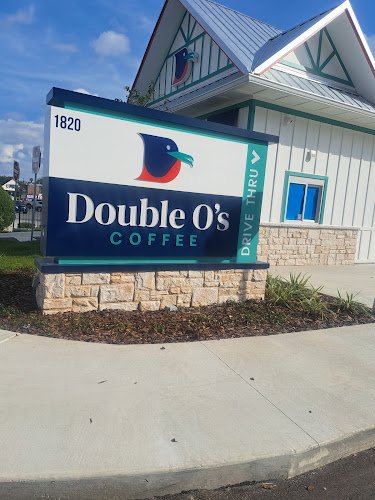 1820
Double O's
COFFEE
DRIVE THRU